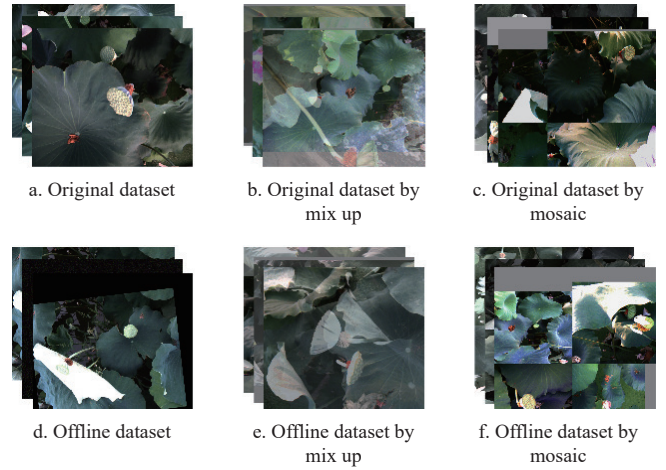 a. Original dataset
b. Original dataset by
mix up
c. Original dataset by
mosaic
d. Offline dataset
e. Offline dataset by
mix up
f. Offline dataset by
mosaic